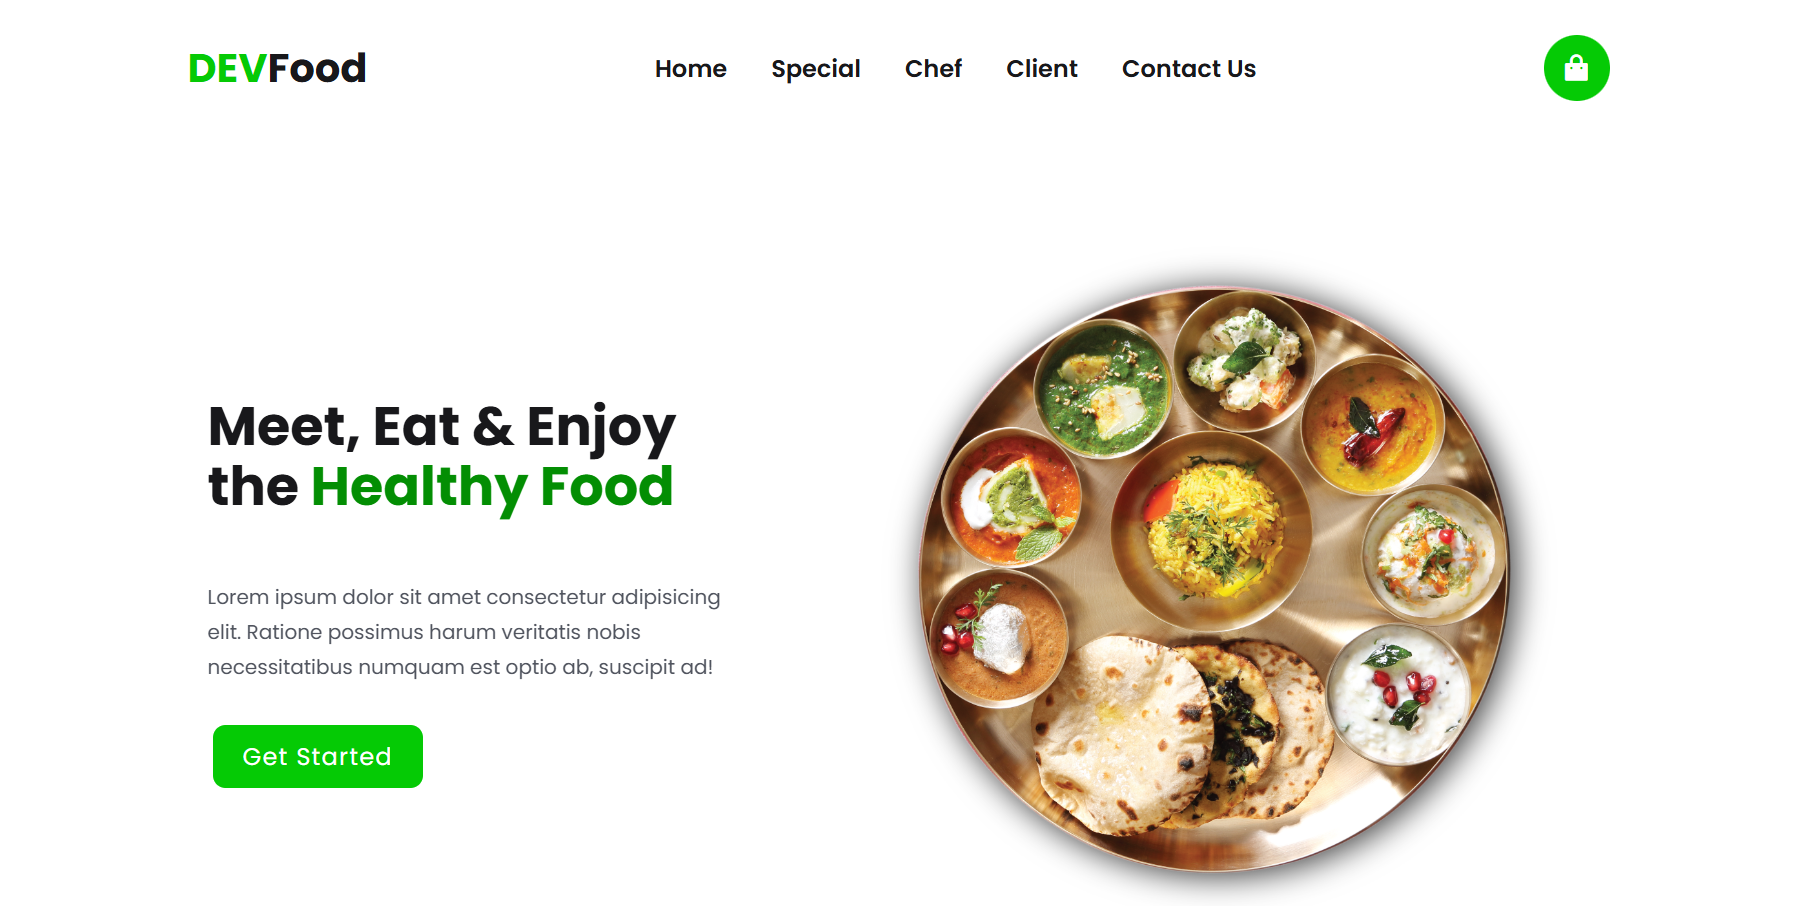 DEVFood
Home Special Chef Client Contact Us
Meet, Eat & Enjoy
the Healthy Food
Lorem ipsum dolor sit amet consectetur adipisicing
elit. Ratione possimus harum veritatis nobis
necessitatibus numquam est optio ab, suscipit ad!
Get Started